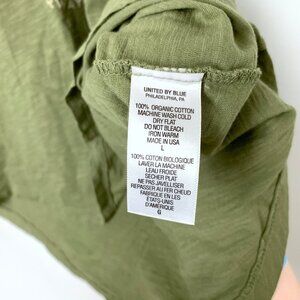 UNITED BY BLUE
PHILADELPHIA, PA
100% ORGANIC COTTON
MACHINE WASH COLD
DRY FLAT
DO NOT BLEACH
IRON WARM
MADE IN USA
L
100% COTON BIOLOGIQUE
LAVER LA MACHINE
LEAU FROIDE
SECHER PLAT
NE PAS JAVELLISER
REPASSER AU FER CHAUD
FABRIQUE EN LES
ETATS-UNIS
D'AMERIQUE
G